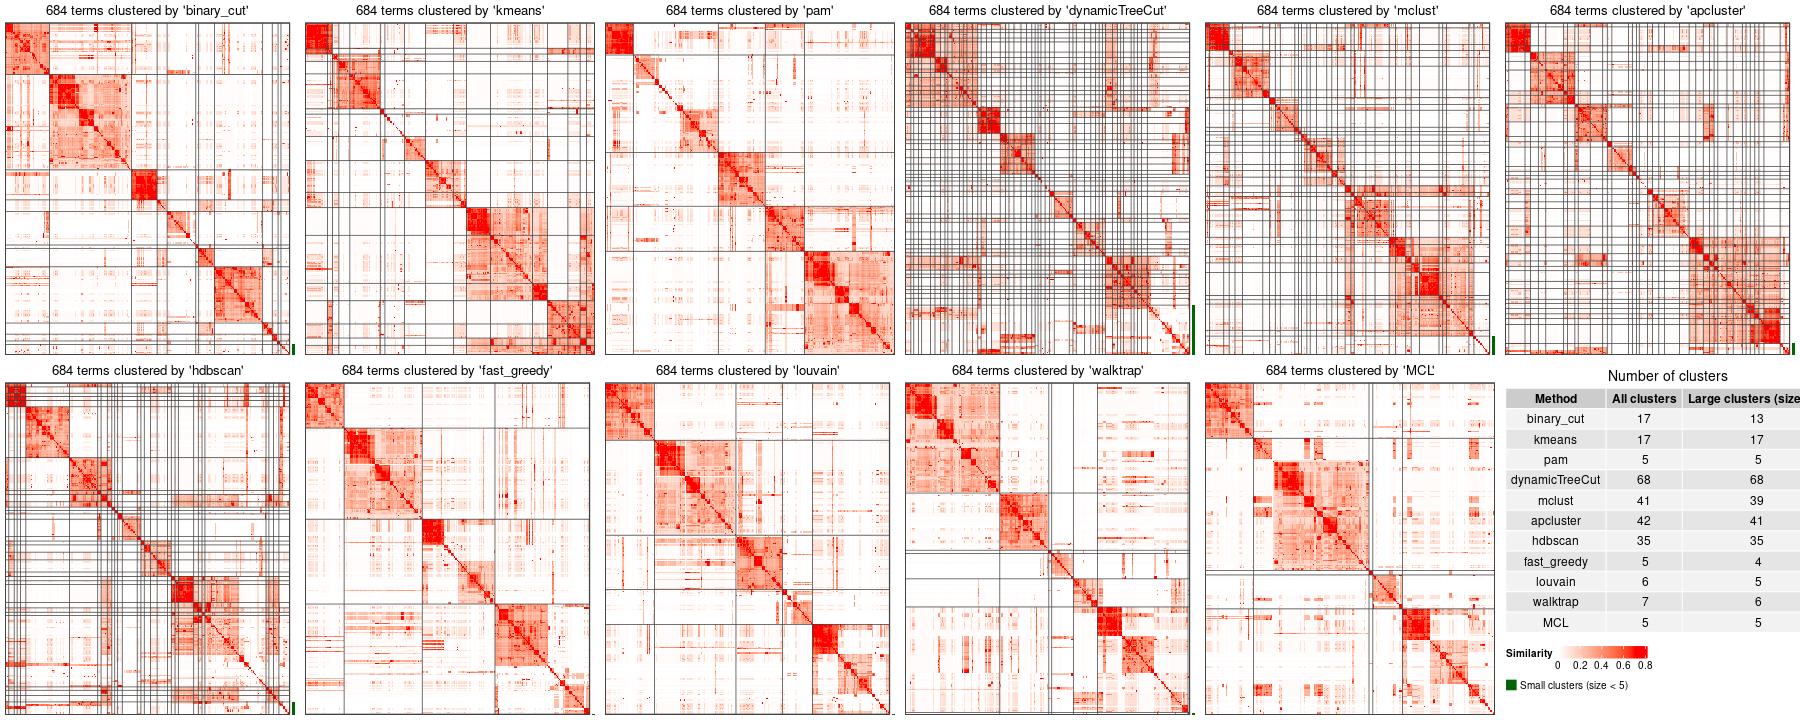 684 terms clustered by 'binary_cut'
684 terms clustered by 'kmeans'
684 terms clustered by 'pam'
684 terms clustered by 'dynamicTreeCut'
684 terms clustered by 'mclust'
684 terms clustered by 'apcluster'
684 terms clustered by 'hdbscan'
684 terms clustered by 'fast_greedy'
684 terms clustered by 'louvain'
684 terms clustered by 'walktrap'
684 terms clustered by 'MCL'
Number of clusters
Method All clusters Large clusters (size
binary_cut 17 13
kmeans 17 17
pam 5 5
dynamicTreeCut 68 68
mclust 41 39
apcluster 42 41
hdbscan 35 35
fast_greedy 5 4
louvain 6 5
walktrap 7 6
MCL 5 5
Similarity
0 0.2 0.4 0.6 0.8
Small clusters (size < 5)